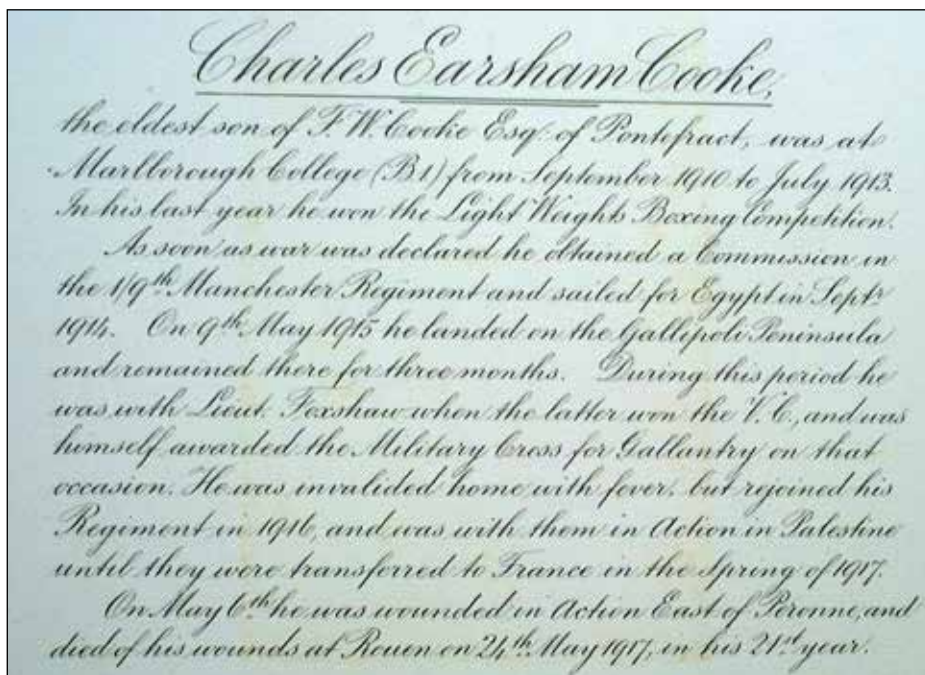 Charles Earsham Cooke,
the eldest son of F. W. Cooke Esq. of Pontefract, was at
Marlborough College (B1) from September 1910 to July 1913.
In his last year he won the Light Weights Boxing Competition.
As soon as war was declared he obtained a Commission in
the 1/9th Manchester Regiment and sailed for Egypt in Septr
1914. On 9th May 1915 he landed on the Gallipoli Peninsula
and remained there for three months. During this period he
was with Lieut. Foxshaw when the latter won the V.C., and was
himself awarded the Military Cross for Gallantry on that
occasion. He was invalided home with fever, but rejoined his
Regiment in 1916, and was with them in Action in Palestine
until they were transferred to France in the Spring of 1917.
On May 6th he was wounded in Action East of Peronne, and
died of his wounds at Rouen on 24th May 1917, in his 21st year.